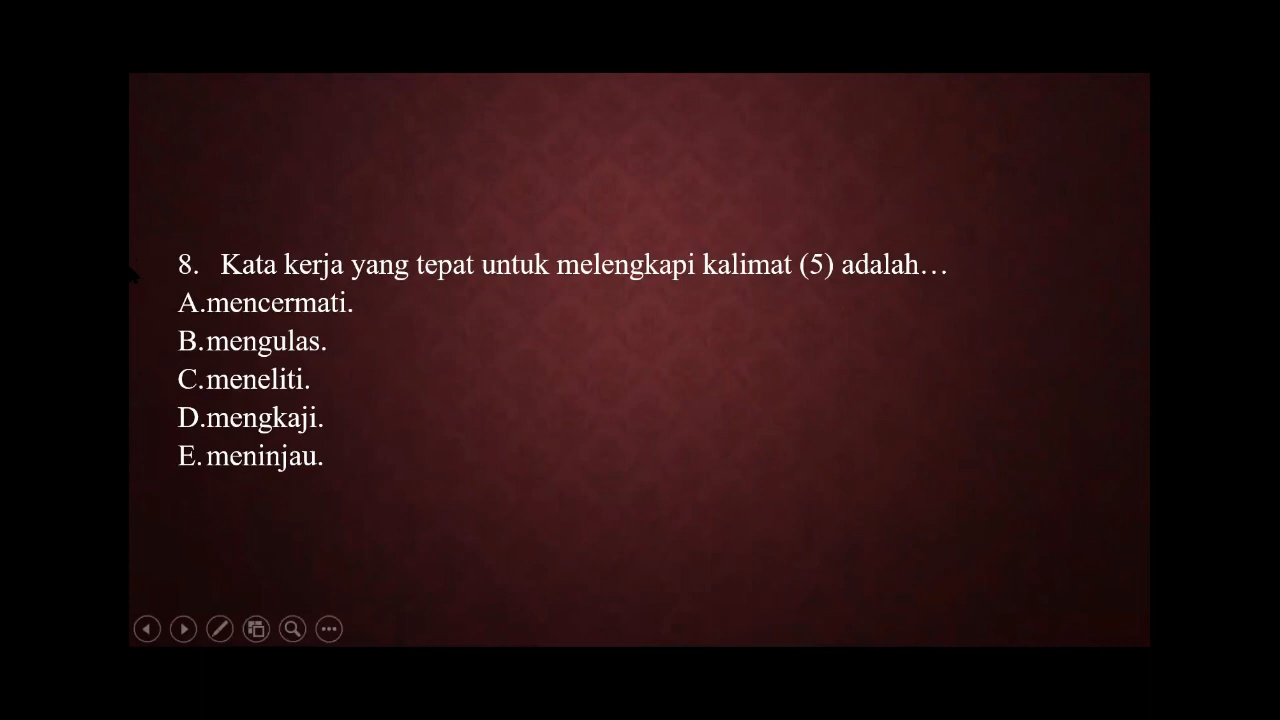 8. Kata kerja yang tepat untuk melengkapi kalimat (5) adalah…
A.mencermati.
B.mengulas.
C.meneliti.
D.mengkaji.
E.meninjau.